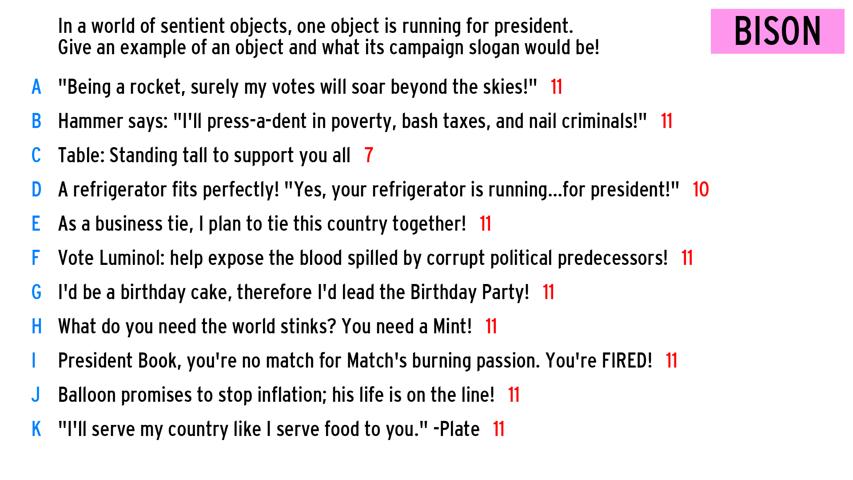 In a world of sentient objects, one object is running for president.
Give an example of an object and what its campaign slogan would be!
BISON
A "Being a rocket, surely my votes will soar beyond the skies!" 11
B Hammer says: "I'll press-a-dent in poverty, bash taxes, and nail criminals!" 11
C Table: Standing tall to support you all 7
D A refrigerator fits perfectly! "Yes, your refrigerator is running...for president!" 10
E As a business tie, I plan to tie this country together! 11
F Vote Luminol: help expose the blood spilled by corrupt political predecessors! 11
G I'd be a birthday cake, therefore I'd lead the Birthday Party! 11
H What do you need the world stinks? You need a Mint! 11
I President Book, you're no match for Match's burning passion. You're FIRED! 11
J Balloon promises to stop inflation; his life is on the line! 11
K "I'll serve my country like I serve food to you." -Plate 11